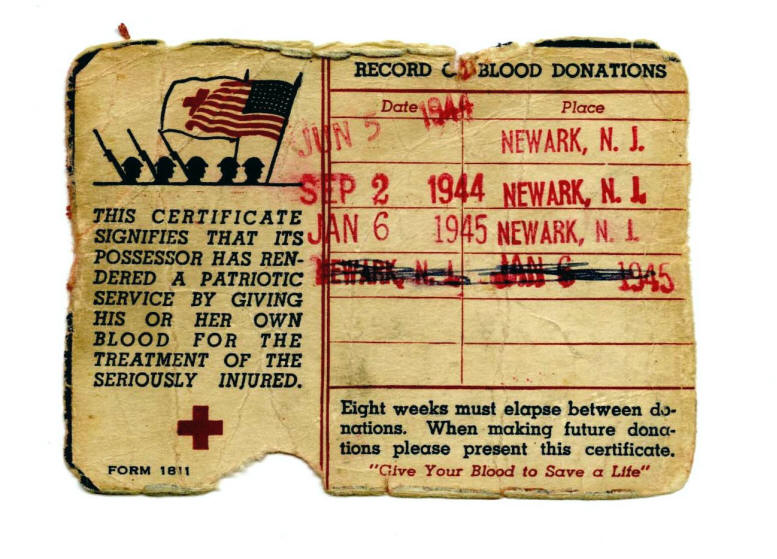 THIS CERTIFICATE
SIGNIFIES THAT ITS
POSSESSOR HAS REN-
DERED A PATRIOTIC
SERVICE BY GIVING
HIS OR HER OWN
BLOOD FOR THE
TREATMENT OF THE
SERIOUSLY INJURED.
FORM 1811
RECORD OF BLOOD DONATIONS
Date Place
JUN 5 1944 NEWARK, N. J.
SEP 2 1944 NEWARK, N. J.
JAN 6 1945 NEWARK, N. J.
NEWARK, N. J. JAN 6 1945
Eight weeks must elapse between do-
nations. When making future dona-
tions please present this certificate.
"Give Your Blood to Save a Life"